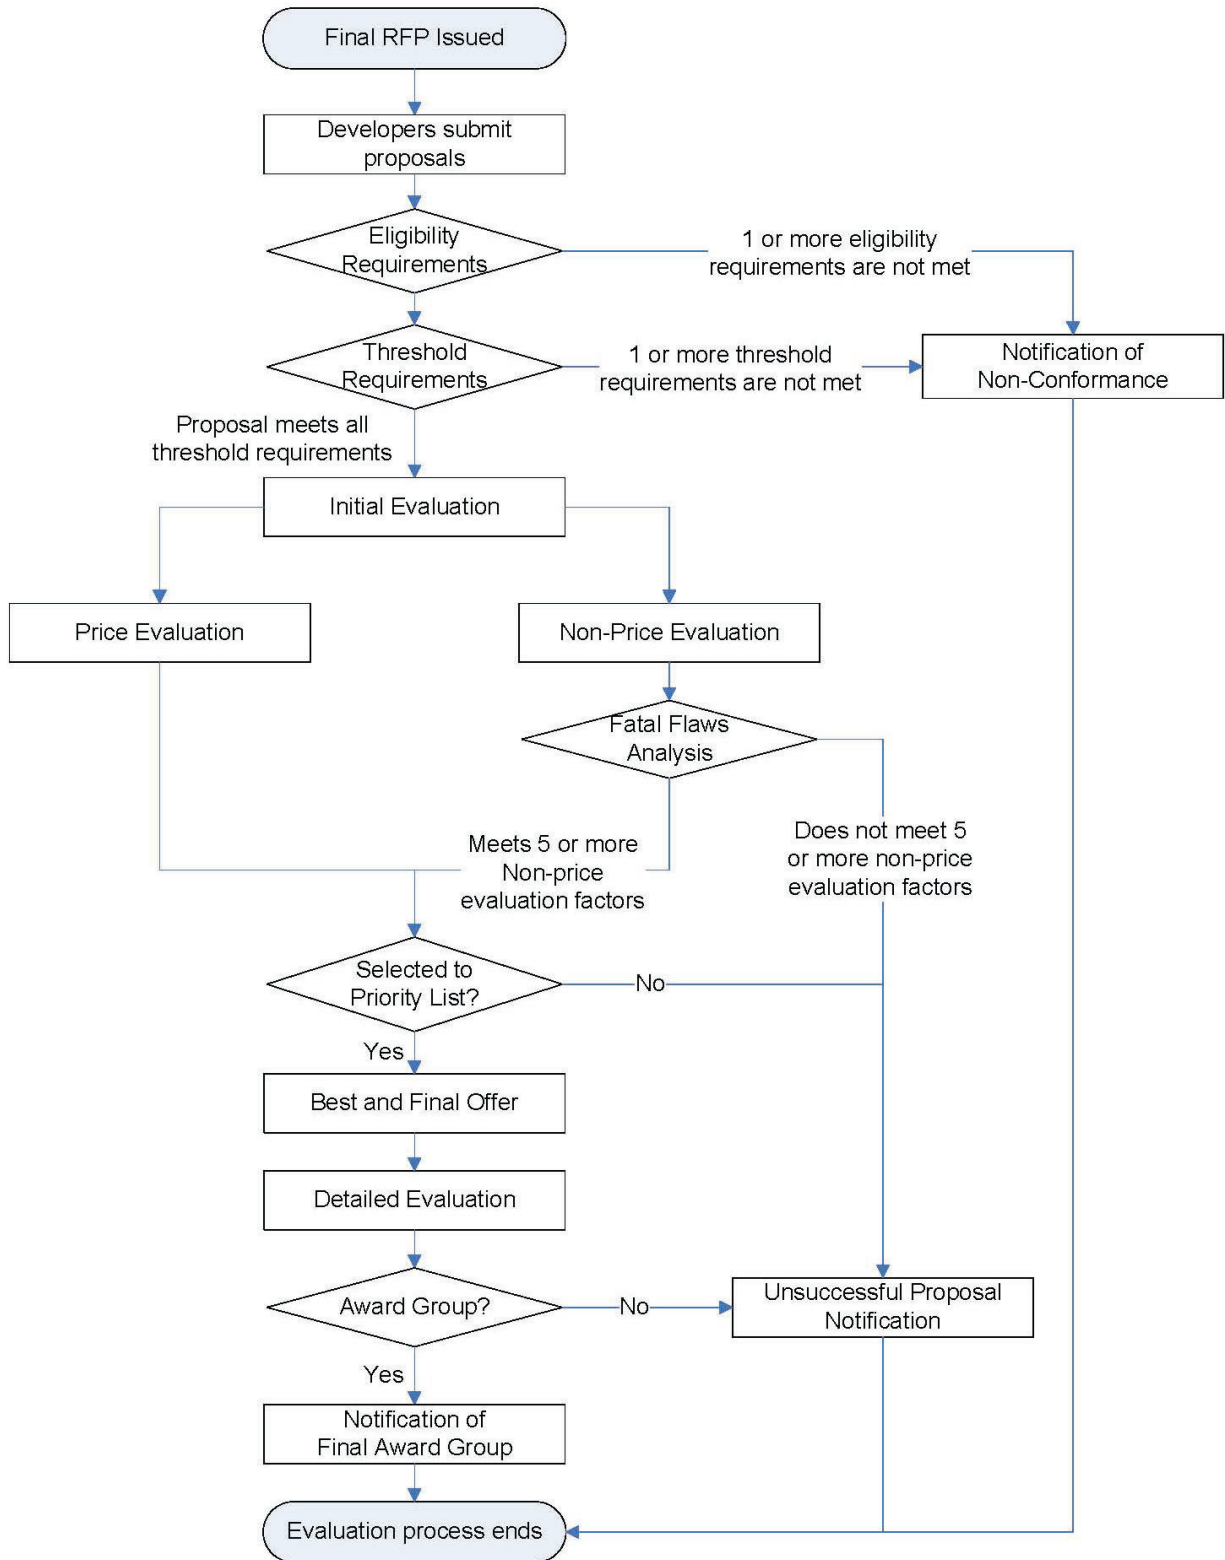 Final RFP Issued
Developers submit
proposals
Eligibility
Requirements
1 or more eligibility
requirements are not met
Threshold
Requirements
1 or more threshold
requirements are not met
Notification of
Non-Conformance
Proposal meets all
threshold requirements
Initial Evaluation
Price Evaluation
Non-Price Evaluation
Fatal Flaws
Analysis
Meets 5 or more
Non-price
evaluation factors
Does not meet 5
or more non-price
evaluation factors
Selected to
Priority List?
No
Yes
Best and Final Offer
Detailed Evaluation
Award Group?
No
Unsuccessful Proposal
Notification
Yes
Notification of
Final Award Group
Evaluation process ends